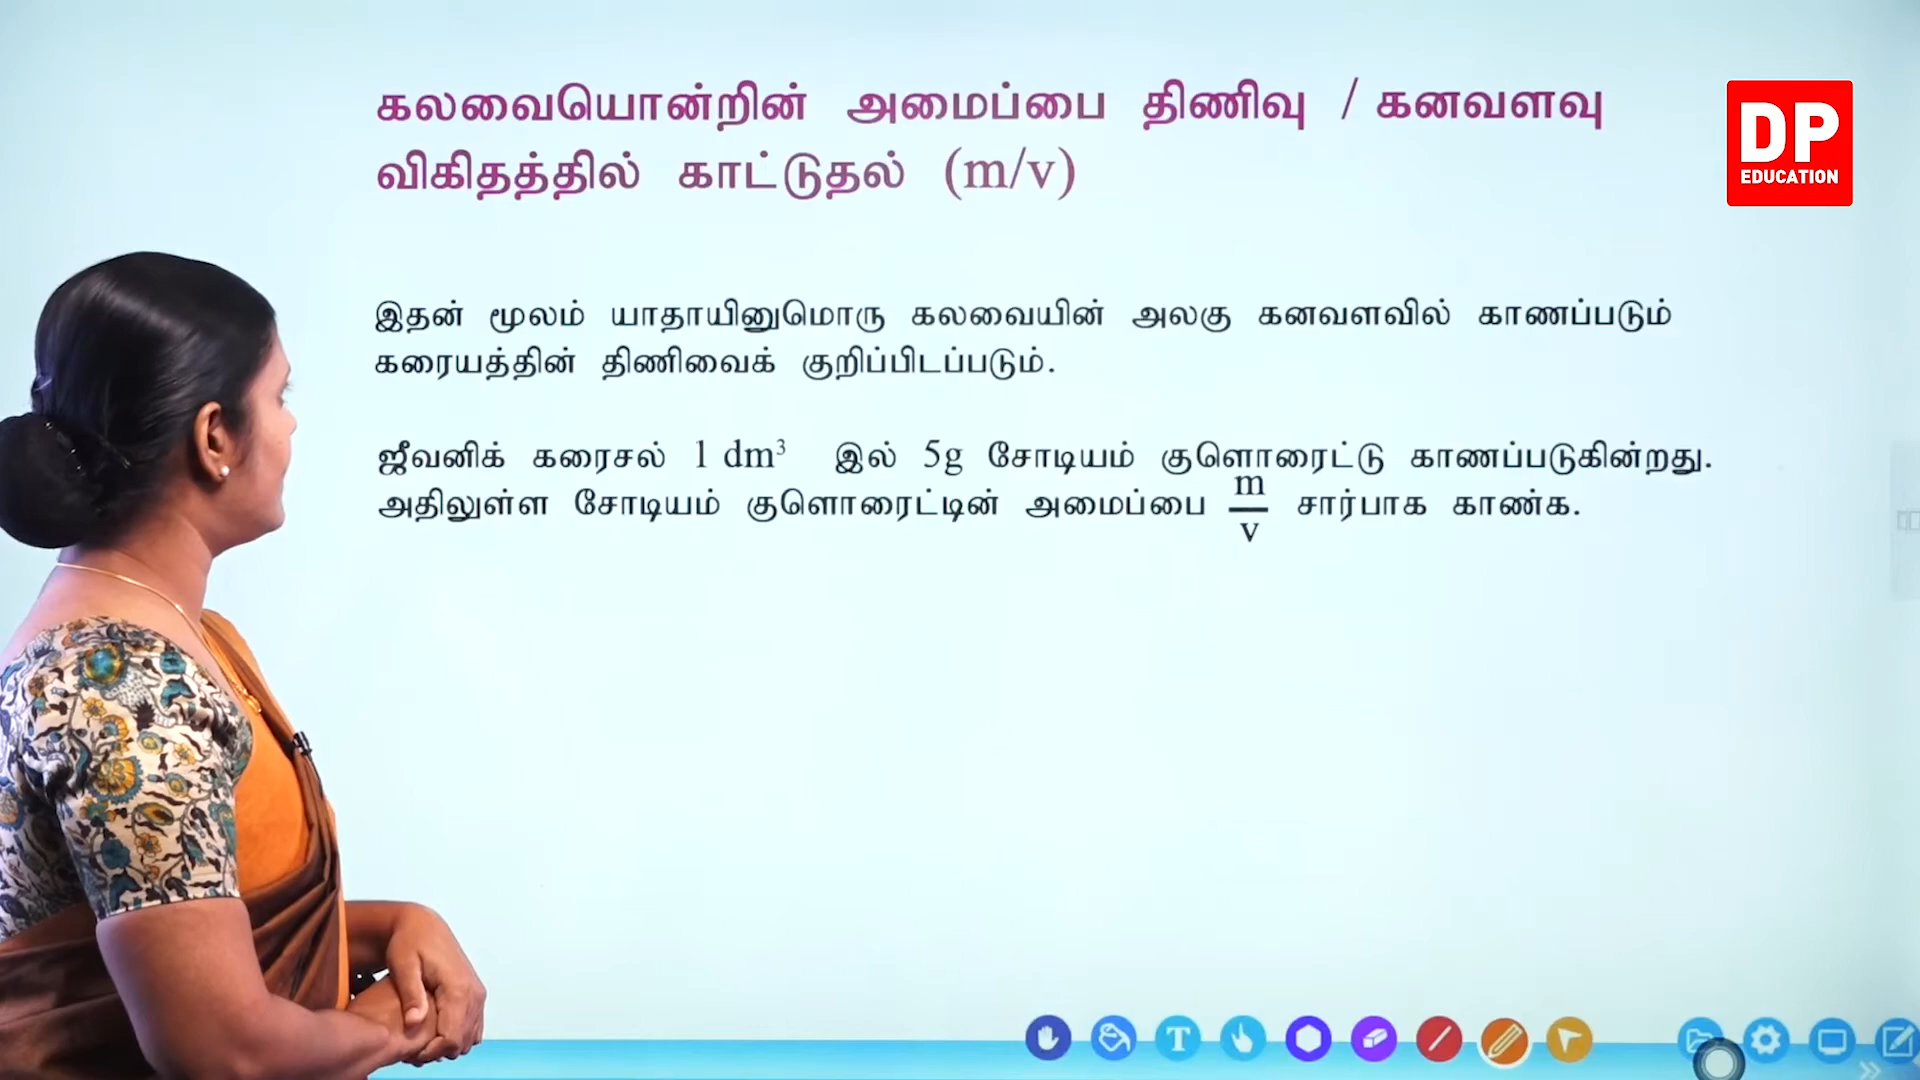 கலவையொன்றின் அமைப்பை திணிவு / கனவளவு
விகிதத்தில் காட்டுதல் (m/v)
DP
EDUCATION
இதன் மூலம் யாதாயினுமொரு கலவையின் அலகு கனவளவில் காணப்படும்
கரையத்தின் திணிவைக் குறிப்பிடப்படும்.
ஜீவனிக் கரைசல் 1 dm³ இல் 5g சோடியம் குளொரைட்டு காணப்படுகின்றது.
அதிலுள்ள சோடியம் குளொரைட்டின் அமைப்பை m/v சார்பாக காண்க.
T